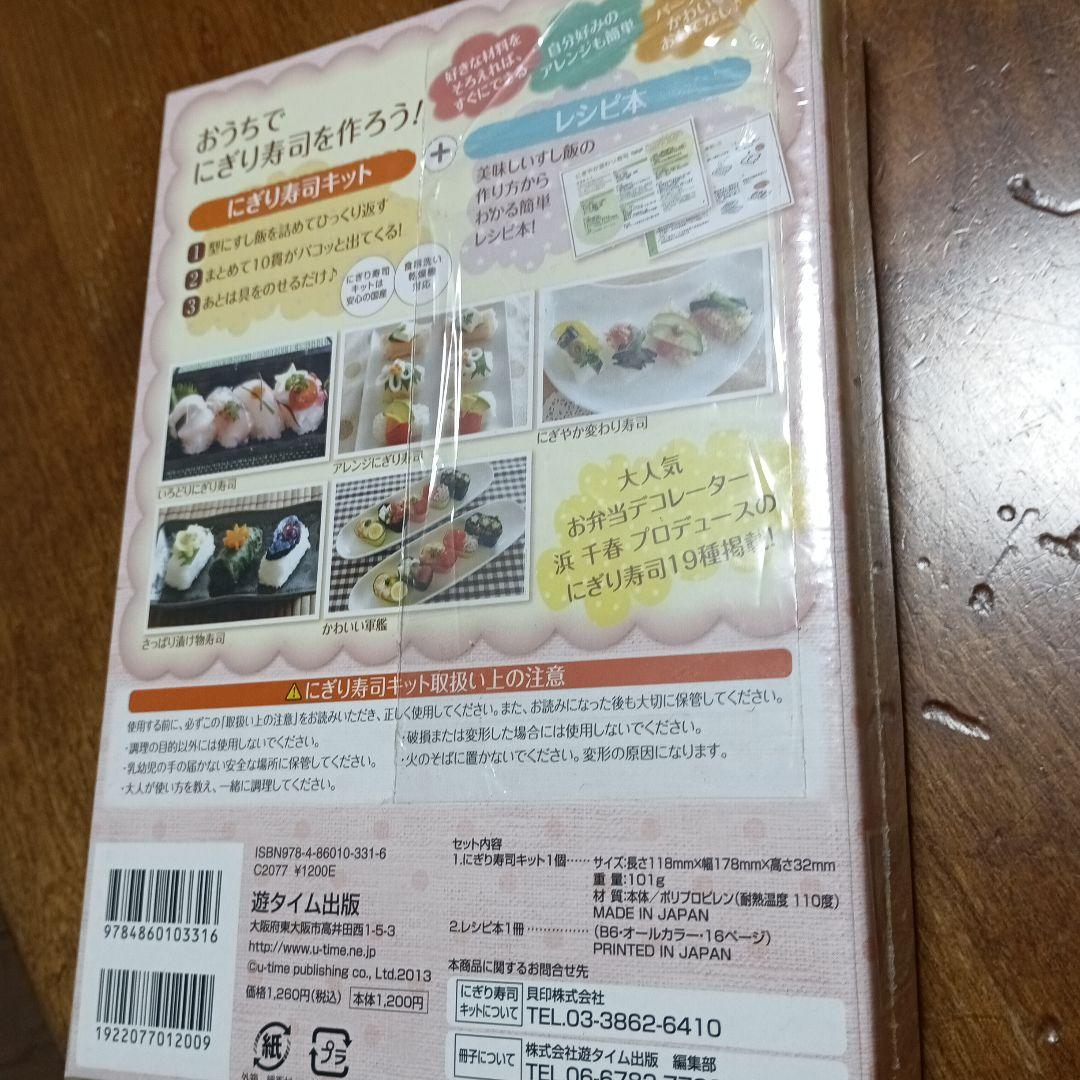 好きな材料を
そろえれば、
すぐにできる
自分好みの
アレンジも簡単
おうちで
にぎり寿司を作ろう!
にぎり寿司キット
1 型にすし飯を詰めてひっくり返す
2 まとめて10貫がパコッと出てくる!
3 あとは具をのせるだけ♪
にぎり寿司
キットは
安心の国産
食器洗い
乾燥機
対応
+
レシピ本
美味しいすし飯の
作り方から
わかる簡単
レシピ本!
いろどりにぎり寿司
アレンジにぎり寿司
にぎやか変わり寿司
さっぱり漬け物寿司
かわいい軍艦
大人気
お弁当デコレーター
浜 千春 プロデュースの
にぎり寿司19種掲載!
にぎり寿司キット取扱い上の注意
使用する前に、必ずこの「取扱い上の注意」をお読みいただき、正しく使用してください。また、お読みになった後も大切に保管してください。
・調理の目的以外には使用しないでください。
・乳幼児の手の届かない安全な場所に保管してください。
・大人が使い方を教え、一緒に調理してください。
・破損または変形した場合には使用しないでください。
・火のそばに置かないでください。変形の原因になります。
9784860103316
1922077012009
ISBN978-4-86010-331-6
C2077 ¥1200E
遊タイム出版
大阪府東大阪市高井田西1-5-3
http://www.u-time.ne.jp
©u-time publishing co., Ltd.2013
価格1,260円(税込) 本体1,200円
紙
プラ
セット内容
1.にぎり寿司キット1個…… サイズ:長さ118mm×幅178mm×高さ32mm
重 量:101g
材 質:本体/ポリプロピレン(耐熱温度 110度)
MADE IN JAPAN
2.レシピ本1冊 …………… (B6・オールカラー・16ページ)
PRINTED IN JAPAN
本商品に関するお問合せ先
にぎり寿司
キットについて
貝印株式会社
TEL.03-3862-6410
冊子について
株式会社遊タイム出版 編集部